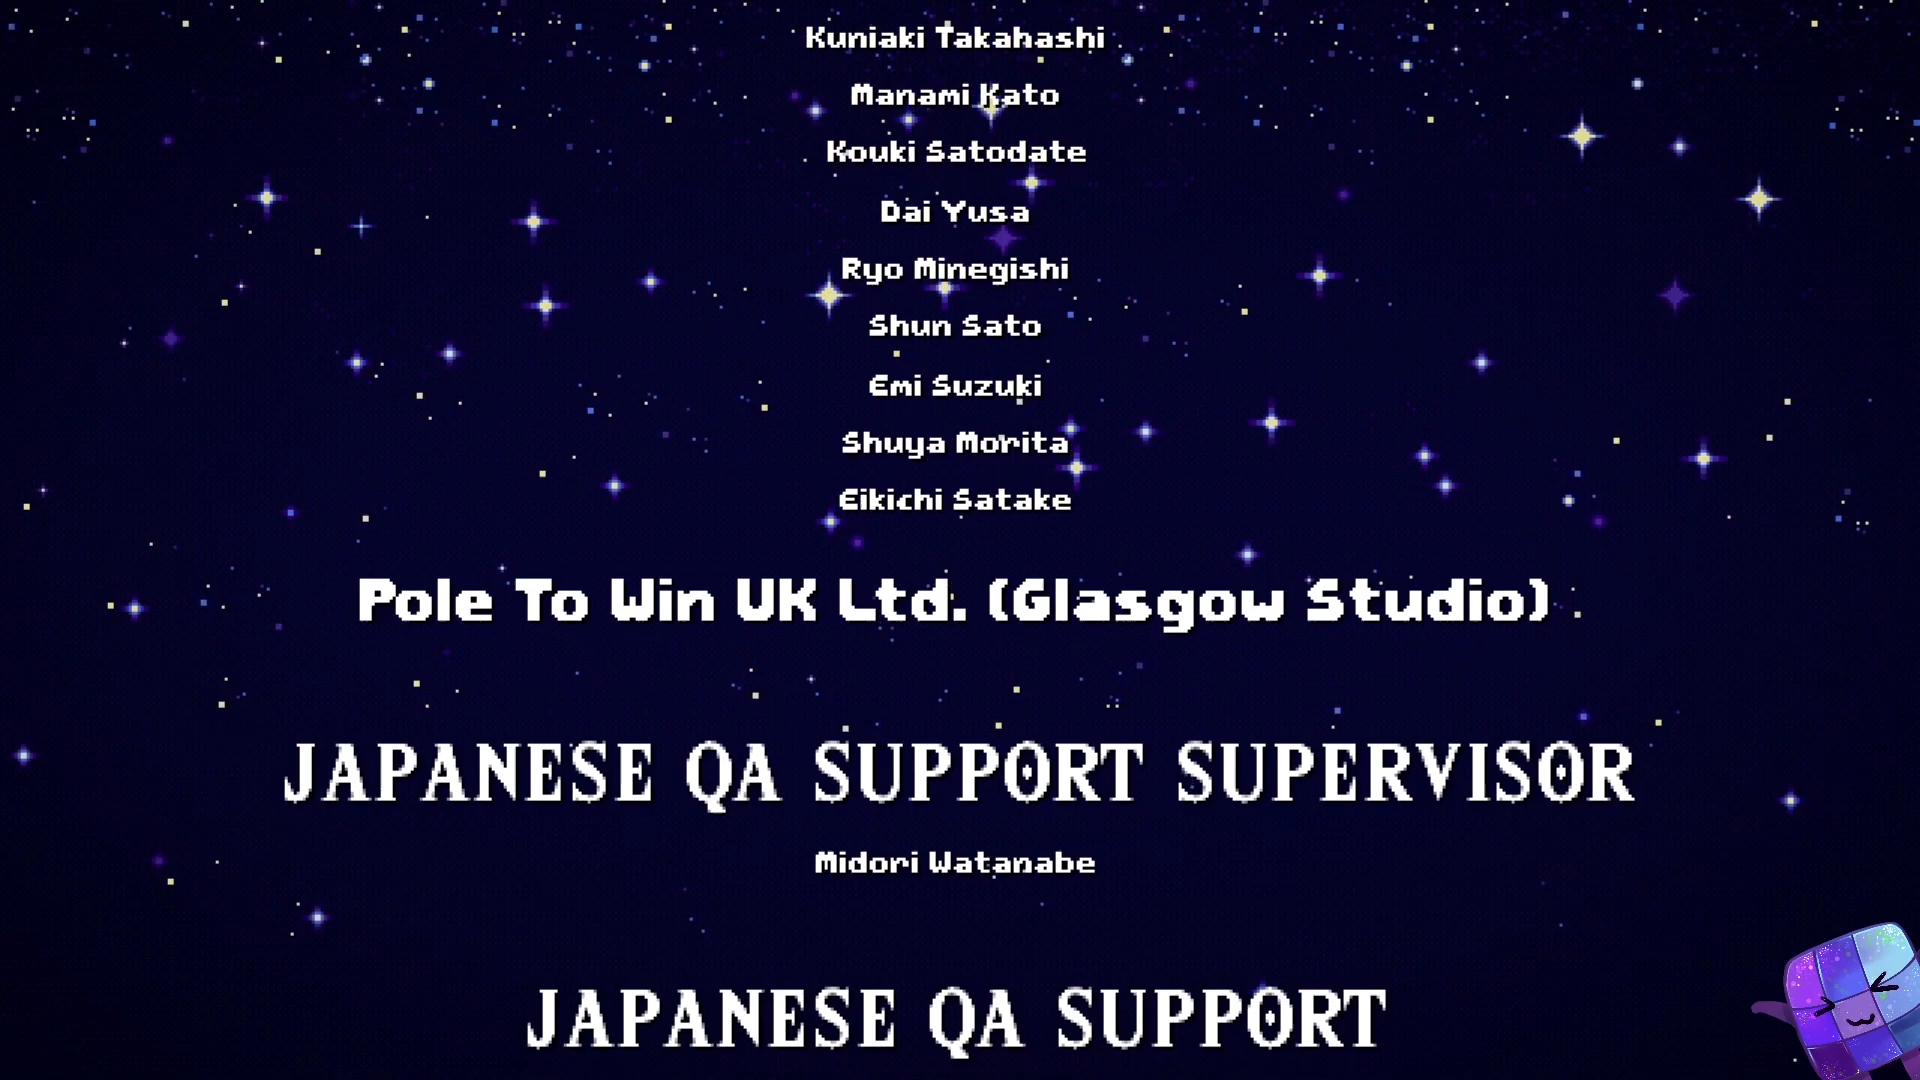 Kuniaki Takahashi
Manami Kato
Kouki Satodate
Dai Yusa
Ryo Minegishi
Shun Sato
Emi Suzuki
Shuya Morita
Eikichi Satake
Pole To Win UK Ltd. (Glasgow Studio)
JAPANESE QA SUPPORT SUPERVISOR
Midori Watanabe
JAPANESE QA SUPPORT